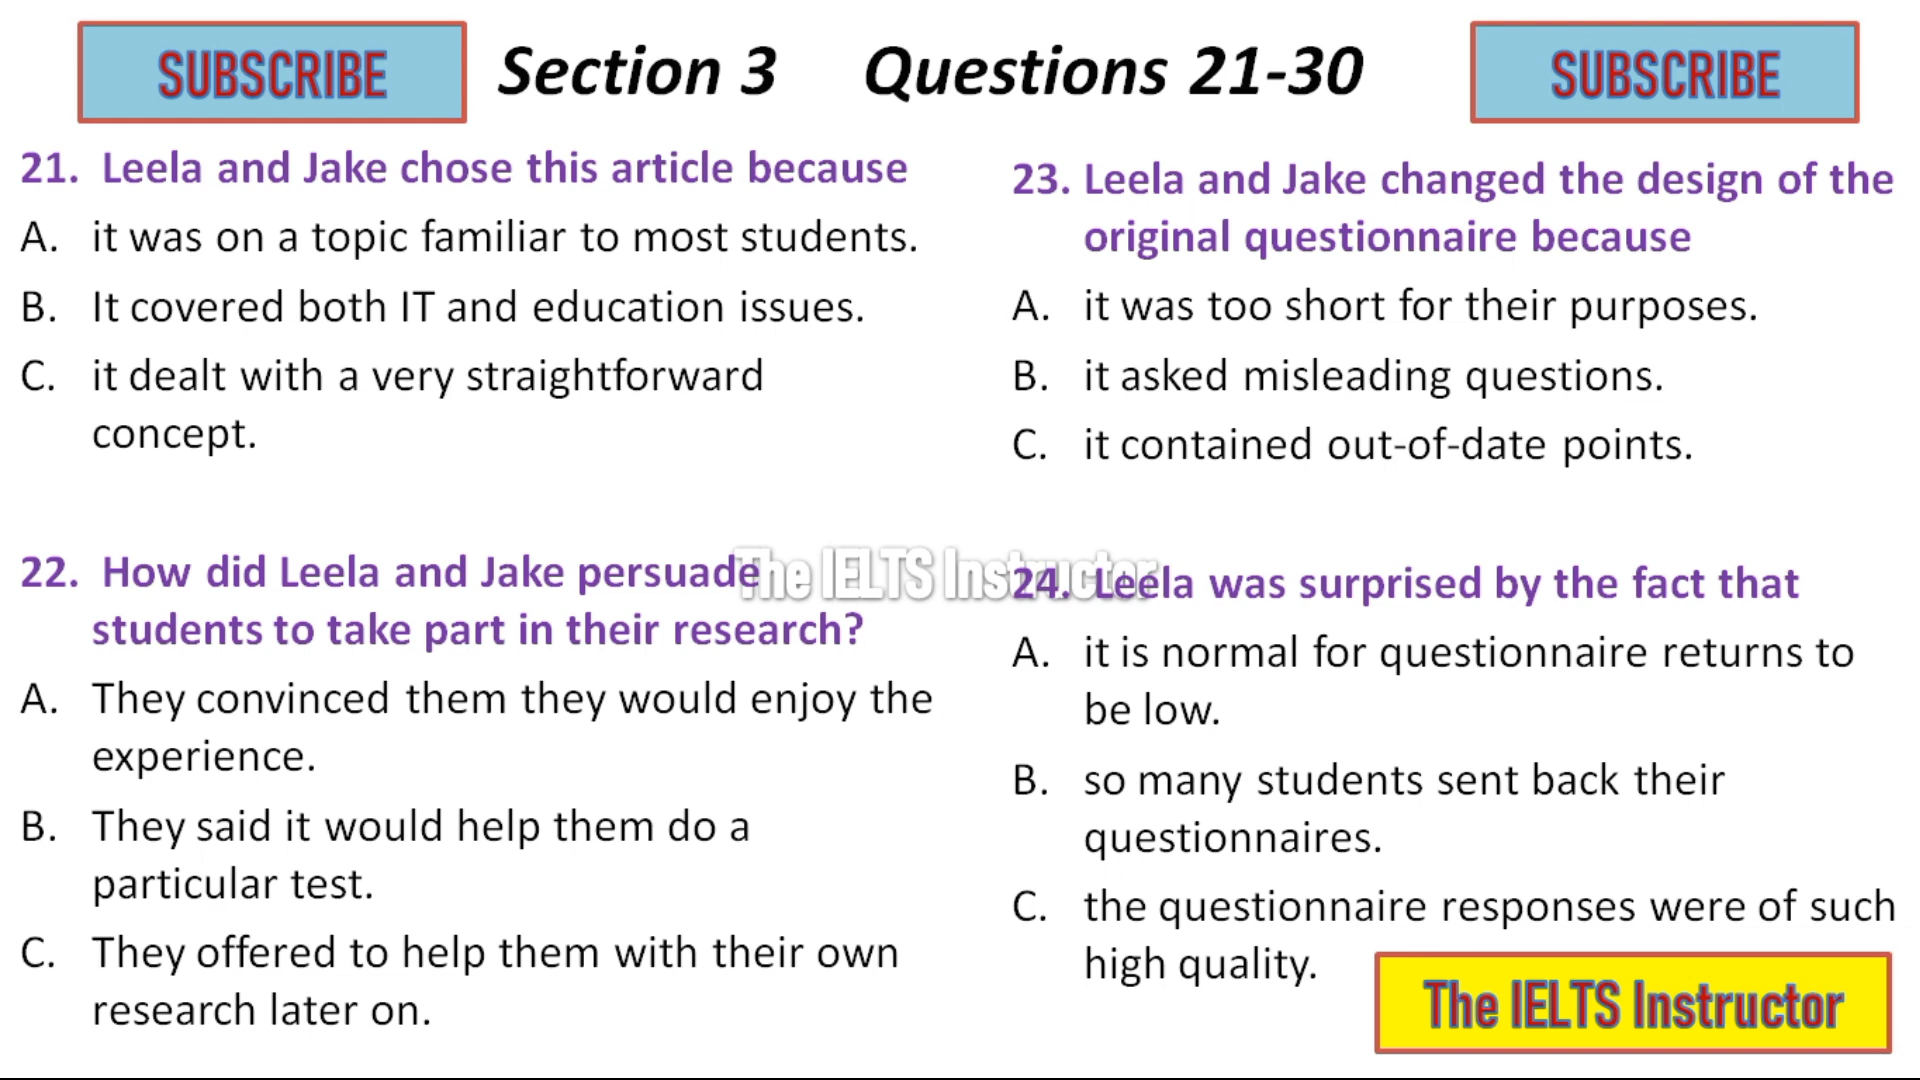 SUBSCRIBE
Section 3 Questions 21-30
SUBSCRIBE
21. Leela and Jake chose this article because
A. it was on a topic familiar to most students.
B. It covered both IT and education issues.
C. it dealt with a very straightforward
concept.
22. How did Leela and Jake persuade
students to take part in their research?
A. They convinced them they would enjoy the
experience.
B. They said it would help them do a
particular test.
C. They offered to help them with their own
research later on.
The IELTS Instructor
23. Leela and Jake changed the design of the
original questionnaire because
A. it was too short for their purposes.
B. it asked misleading questions.
C. it contained out-of-date points.
24. Leela was surprised by the fact that
A. it is normal for questionnaire returns to
be low.
B. so many students sent back their
questionnaires.
C. the questionnaire responses were of such
high quality.
The IELTS Instructor